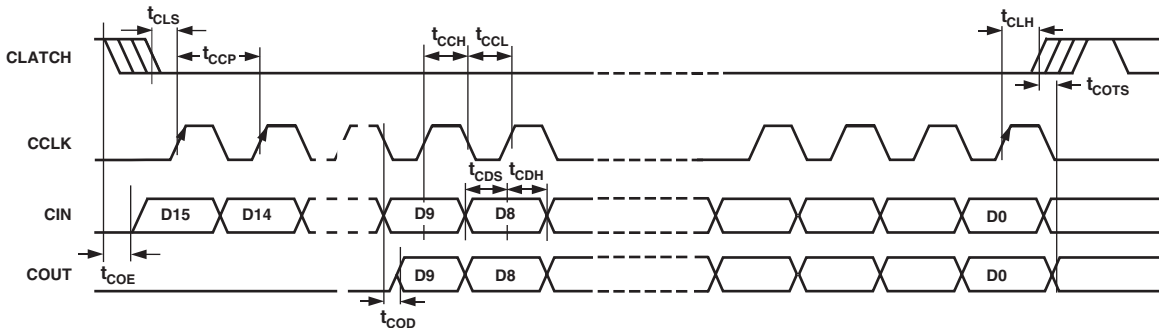 tCLS
tCLH
tCCH tCCL
tCCP
CLATCH
tCOTS
CCLK
tCDS tCDH
CIN D15 D14 D9 D8 D0
COUT D9 D8 D0
tCOE
tCOD